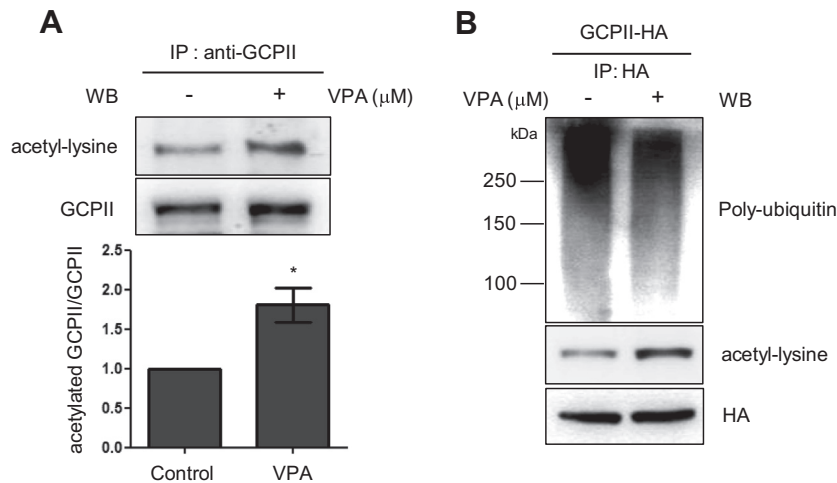 A
IP : anti-GCPII
WB - + VPA (μM)
acetyl-lysine
GCPII
acetylated GCPII/GCPII
2.5
2.0
1.5
1.0
0.5
0.0
*
Control VPA
B
GCPII-HA
IP: HA
VPA (μM) - + WB
kDa
250
150
100
Poly-ubiquitin
acetyl-lysine
HA